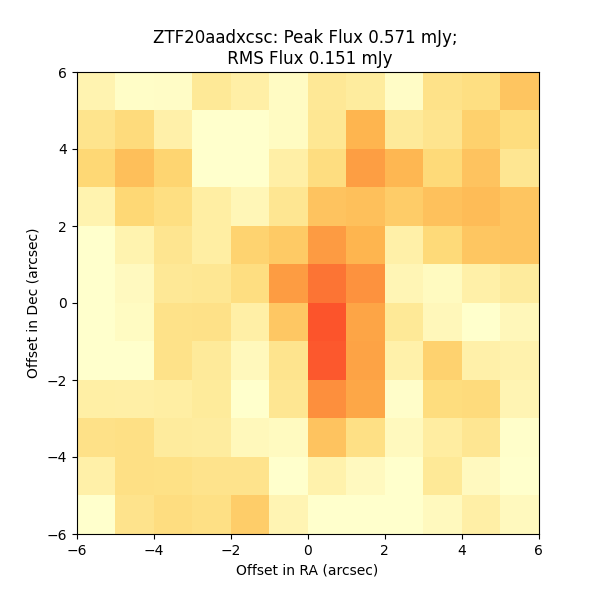 ZTF20aadxcsc: Peak Flux 0.571 mJy;
RMS Flux 0.151 mJy
6
4
2
0
−2
−4
−6
Offset in Dec (arcsec)
−6 −4 −2 0 2 4 6
Offset in RA (arcsec)